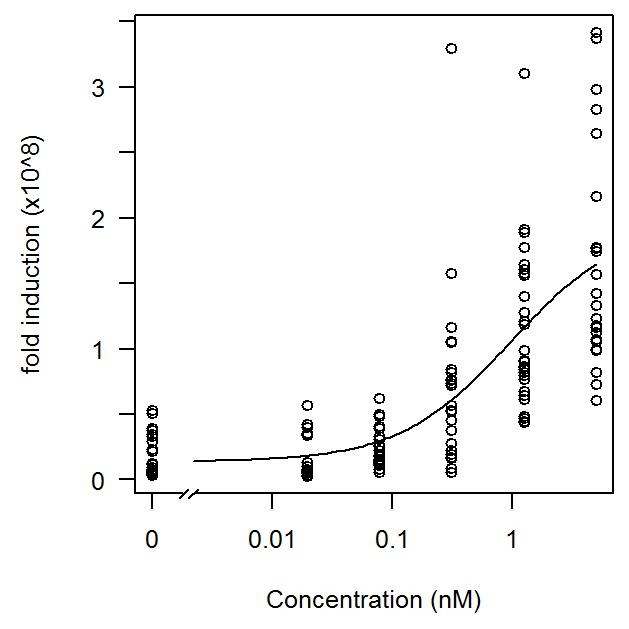 fold induction (x10^8)
3
2
1
0
0 0.01 0.1 1
Concentration (nM)